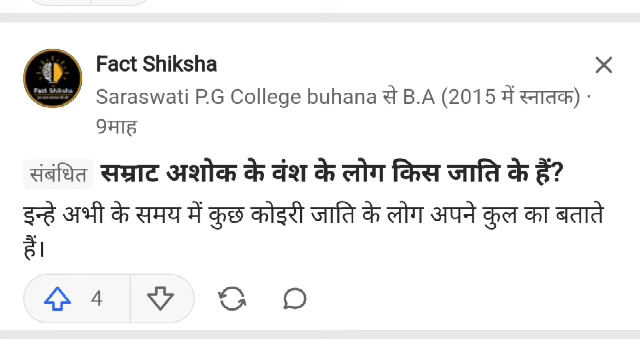 Fact Shiksha
Saraswati P.G College buhana से B.A (2015 में स्नातक) ·
9माह
संबंधित सम्राट अशोक के वंश के लोग किस जाति के हैं?
इन्हे अभी के समय में कुछ कोइरी जाति के लोग अपने कुल का बताते
हैं।
4